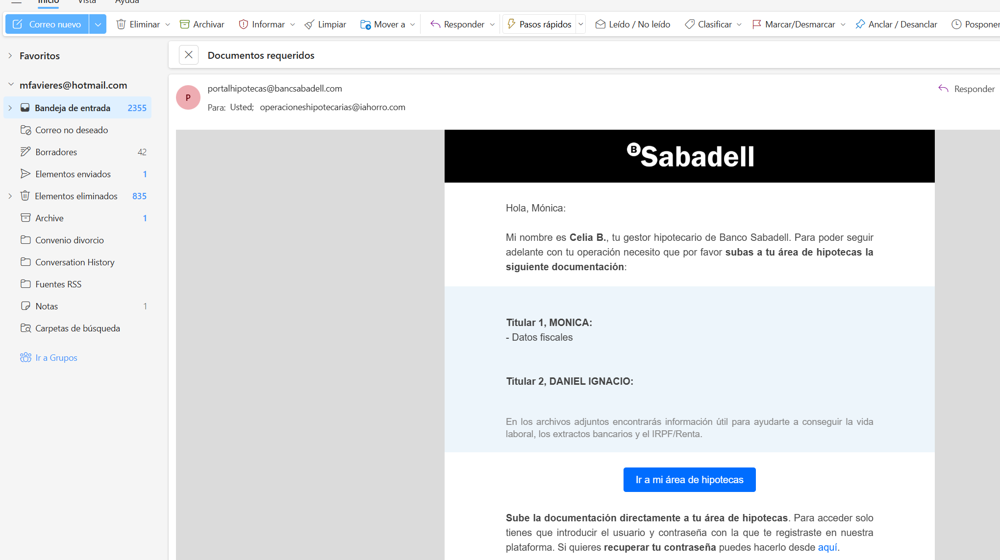 Inicio
Vista
Ayuda
Correo nuevo
Eliminar
Archivar
Informar
Limpiar
Mover a
Responder
Pasos rápidos
Leído / No leído
Clasificar
Marcar/Desmarcar
Anclar / Desanclar
Posponer
Favoritos
mfavieres@hotmail.com
Bandeja de entrada 2355
Correo no deseado
Borradores 42
Elementos enviados 1
Elementos eliminados 835
Archive 1
Convenio divorcio
Conversation History
Fuentes RSS
Notas 1
Carpetas de búsqueda
Ir a Grupos
Documentos requeridos
P
portalhipotecas@bancsabadell.com
Para: Usted; operacioneshipotecarias@iahorro.com
Responder
B Sabadell
Hola, Mónica:
Mi nombre es Celia B., tu gestor hipotecario de Banco Sabadell. Para poder seguir
adelante con tu operación necesito que por favor subas a tu área de hipotecas la
siguiente documentación:
Titular 1, MONICA:
- Datos fiscales
Titular 2, DANIEL IGNACIO:
En los archivos adjuntos encontrarás información útil para ayudarte a conseguir la vida
laboral, los extractos bancarios y el IRPF/Renta.
Ir a mi área de hipotecas
Sube la documentación directamente a tu área de hipotecas. Para acceder solo
tienes que introducir el usuario y contraseña con la que te registraste en nuestra
plataforma. Si quieres recuperar tu contraseña puedes hacerlo desde aquí.